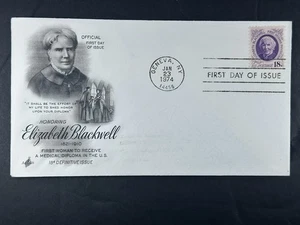 OFFICIAL
FIRST DAY
OF ISSUE
GENEVA, NY
JAN
23
1974
14456
FIRST DAY OF ISSUE
18c
"IT SHALL BE THE EFFORT OF
MY LIFE TO SHED HONOR
UPON YOUR DIPLOMA"
HONORING
Elizabeth Blackwell
1821-1910
FIRST WOMAN TO RECEIVE
A MEDICAL DIPLOMA IN THE U.S.
18¢ DEFINITIVE ISSUE